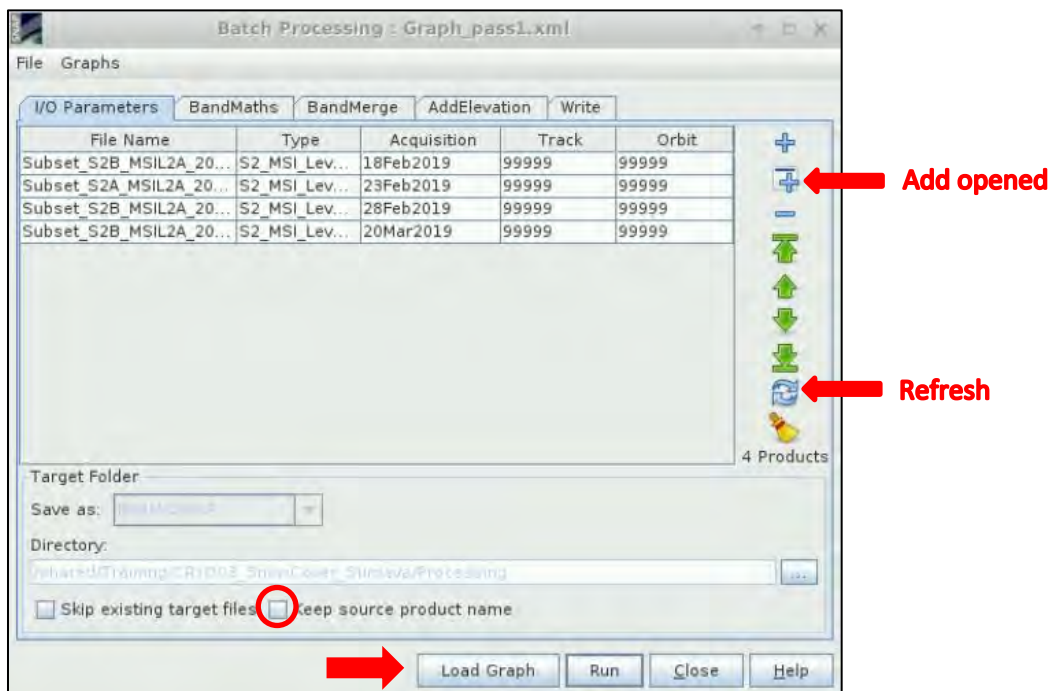 Batch Processing : Graph_pass1.xml
File Graphs
I/O Parameters BandMaths BandMerge AddElevation Write
File Name Type Acquisition Track Orbit
Subset_S2B_MSIL2A_20... S2_MSI_Lev... 18Feb2019 99999 99999
Subset_S2A_MSIL2A_20... S2_MSI_Lev... 23Feb2019 99999 99999
Subset_S2B_MSIL2A_20... S2_MSI_Lev... 28Feb2019 99999 99999
Subset_S2B_MSIL2A_20... S2_MSI_Lev... 20Mar2019 99999 99999
Add opened
Refresh
4 Products
Target Folder
Save as:
Directory:
...
Skip existing target files Keep source product name
Load Graph Run Close Help